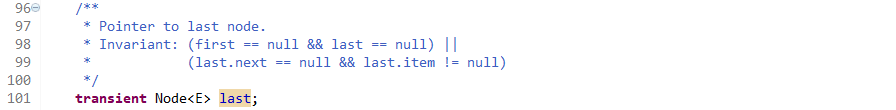 96 /**
97 * Pointer to last node.
98 * Invariant: (first == null && last == null) ||
99 * (last.next == null && last.item != null)
100 */
101 transient Node<E> last;